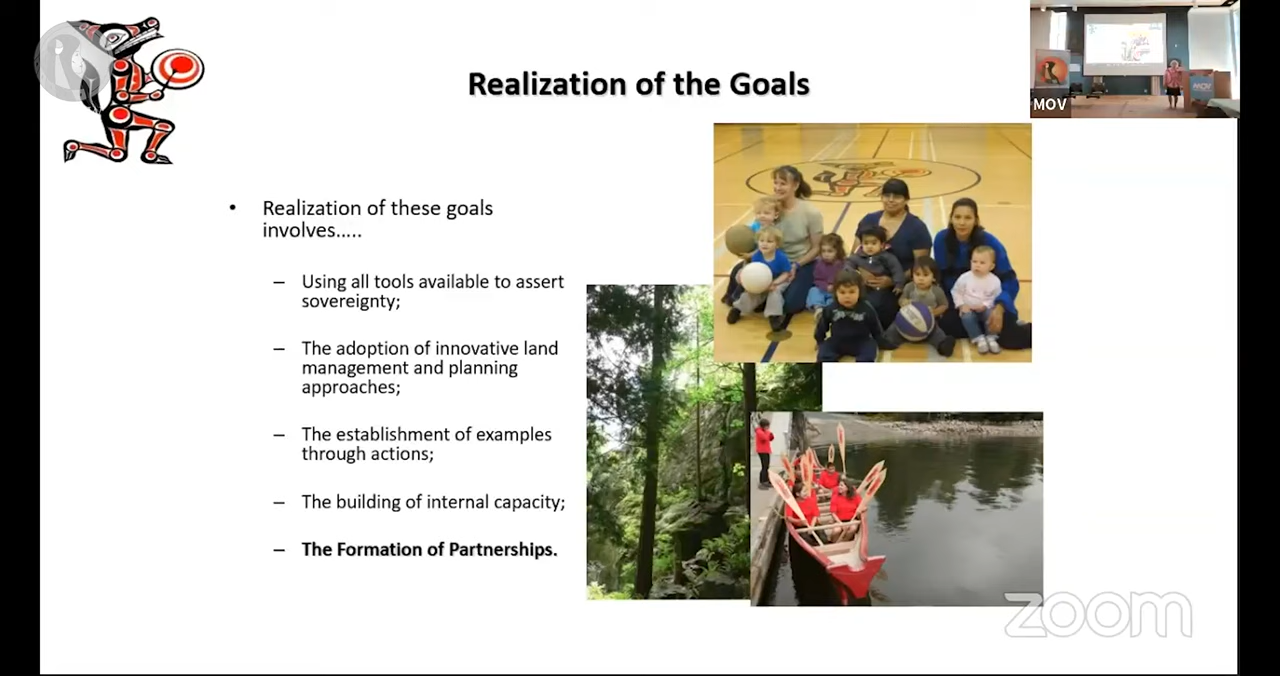 Realization of the Goals
MOV
• Realization of these goals
involves.....
– Using all tools available to assert
sovereignty;
– The adoption of innovative land
management and planning
approaches;
– The establishment of examples
through actions;
– The building of internal capacity;
– The Formation of Partnerships.
zoom